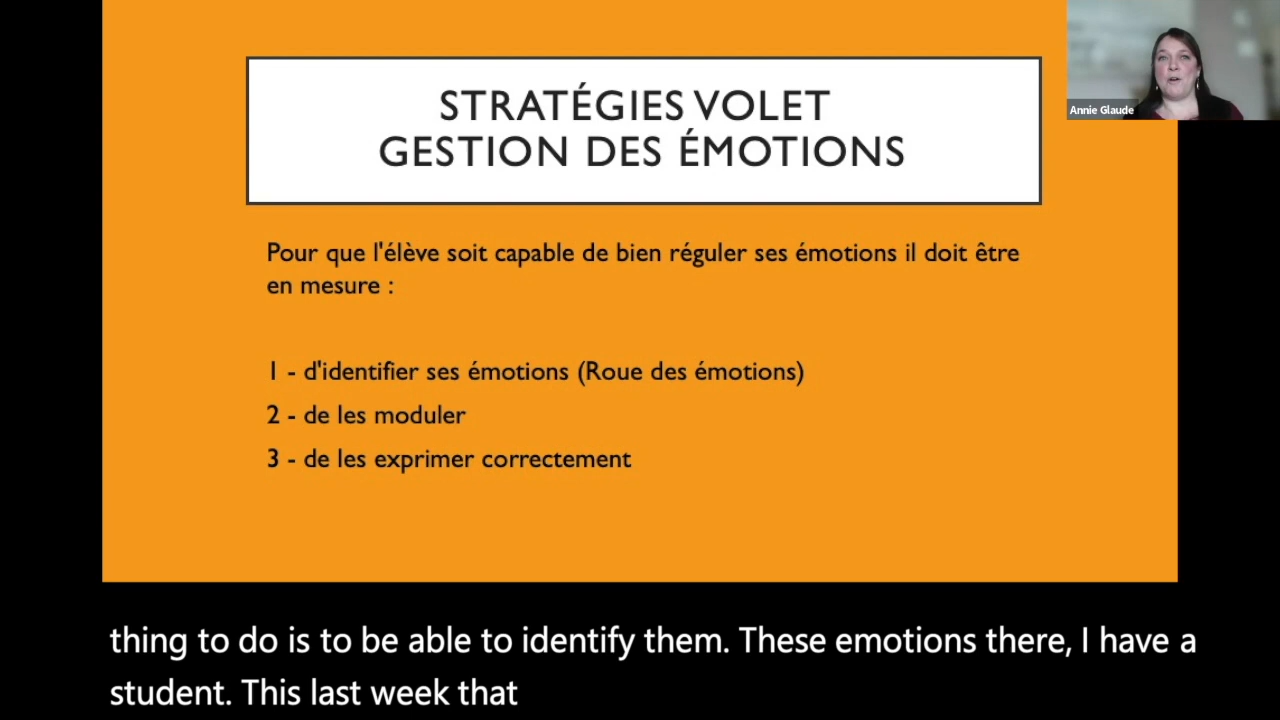 STRATÉGIES VOLET
GESTION DES ÉMOTIONS
Annie Glaude
Pour que l'élève soit capable de bien réguler ses émotions il doit être
en mesure :
1 - d'identifier ses émotions (Roue des émotions)
2 - de les moduler
3 - de les exprimer correctement
thing to do is to be able to identify them. These emotions there, I have a
student. This last week that